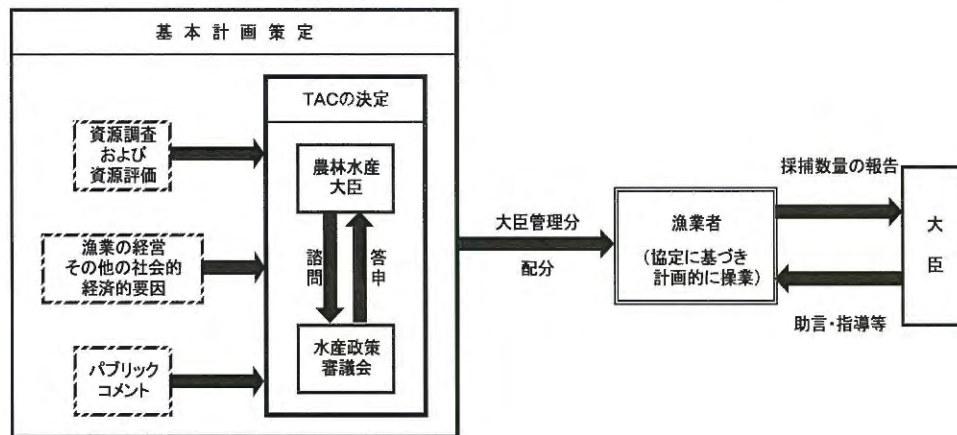 基本計画策定
TACの決定
資源調査
および
資源評価
漁業の経営
その他の社会的
経済的要因
パブリック
コメント
農林水産
大臣
諮問
答申
水産政策
審議会
大臣管理分
配分
漁業者
（協定に基づき
計画的に操業）
採捕数量の報告
助言・指導等
大臣